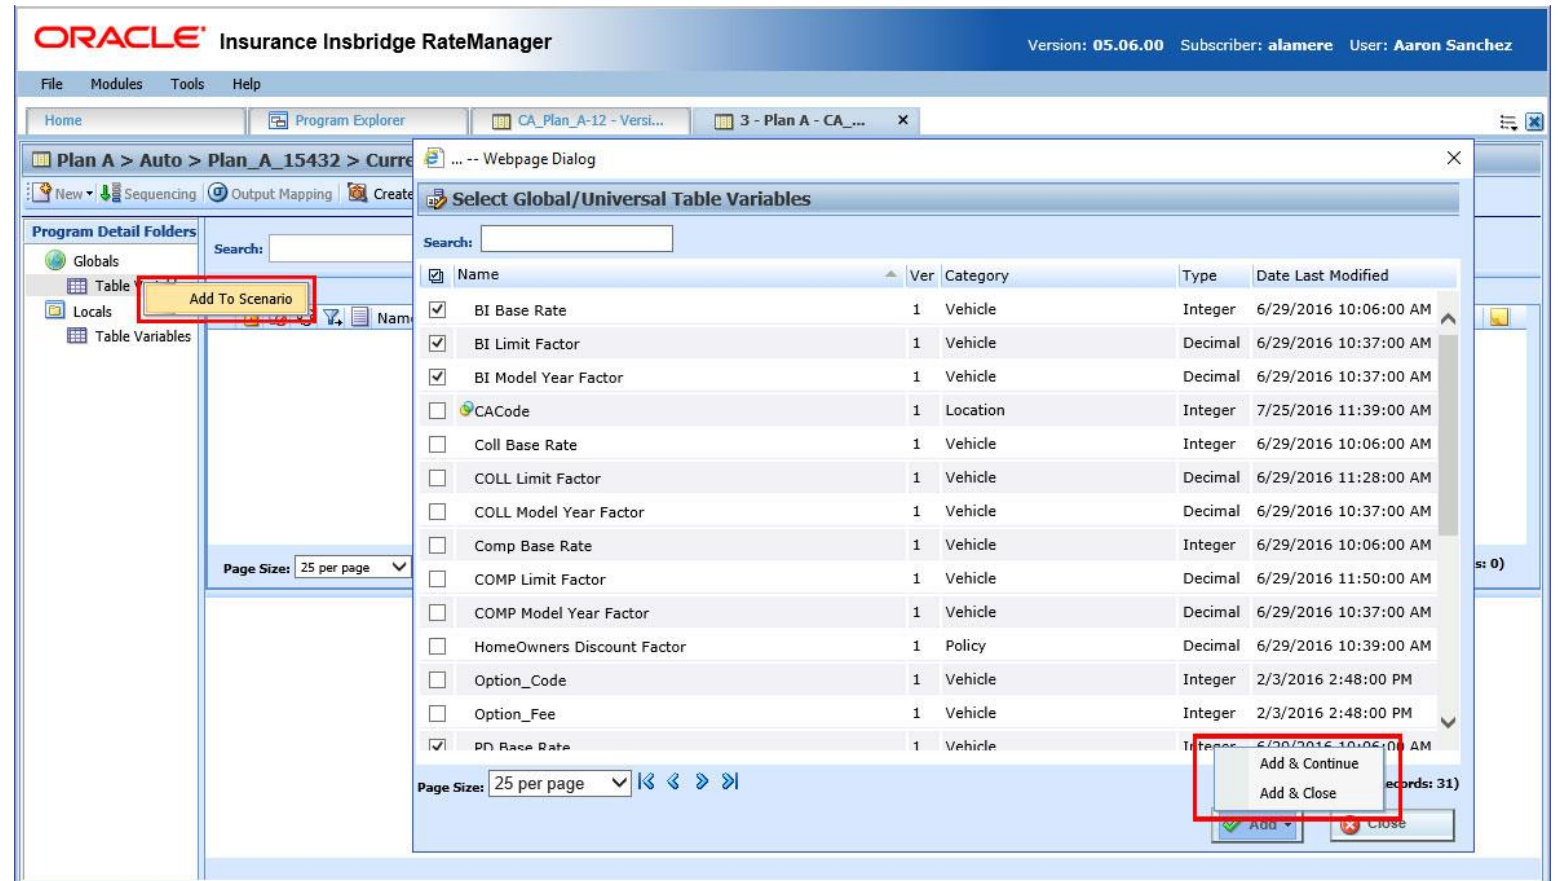 ORACLE Insurance Insbridge RateManager
Version: 05.06.00 Subscriber: alamere User: Aaron Sanchez
File Modules Tools Help
Home Program Explorer CA_Plan_A-12 - Versi... 3 - Plan A - CA_...
Plan A > Auto > Plan_A_15432 > Curre
New Sequencing Output Mapping Create
Program Detail Folders
Globals
Table
Add To Scenario
Locals
Table Variables
Search:
Nam
Page Size: 25 per page
s: 0)
... -- Webpage Dialog
Select Global/Universal Table Variables
Search:
Name Ver Category Type Date Last Modified
BI Base Rate 1 Vehicle Integer 6/29/2016 10:06:00 AM
BI Limit Factor 1 Vehicle Decimal 6/29/2016 10:37:00 AM
BI Model Year Factor 1 Vehicle Decimal 6/29/2016 10:37:00 AM
CACode 1 Location Integer 7/25/2016 11:39:00 AM
Coll Base Rate 1 Vehicle Integer 6/29/2016 10:06:00 AM
COLL Limit Factor 1 Vehicle Decimal 6/29/2016 11:28:00 AM
COLL Model Year Factor 1 Vehicle Decimal 6/29/2016 10:37:00 AM
Comp Base Rate 1 Vehicle Integer 6/29/2016 10:06:00 AM
COMP Limit Factor 1 Vehicle Decimal 6/29/2016 11:50:00 AM
COMP Model Year Factor 1 Vehicle Decimal 6/29/2016 10:37:00 AM
HomeOwners Discount Factor 1 Policy Decimal 6/29/2016 10:39:00 AM
Option_Code 1 Vehicle Integer 2/3/2016 2:48:00 PM
Option_Fee 1 Vehicle Integer 2/3/2016 2:48:00 PM
PD Base Rate 1 Vehicle Integer 6/29/2016 10:06:00 AM
Add & Continue
Add & Close
Page Size: 25 per page
ecords: 31)
Add Close